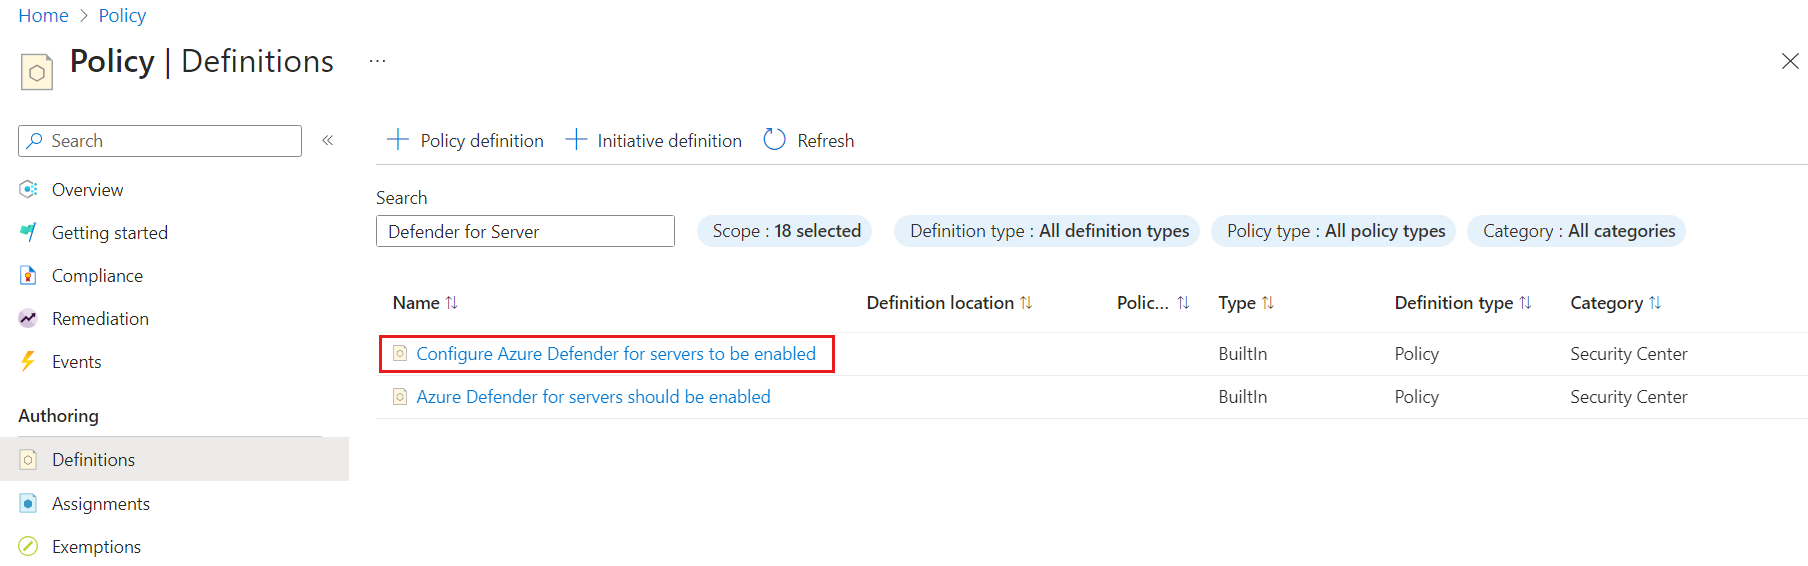 Home > Policy
Policy | Definitions ...
Search «
Overview
Getting started
Compliance
Remediation
Events
Authoring
Definitions
Assignments
Exemptions
+ Policy definition + Initiative definition Refresh
Search
Defender for Server Scope : 18 selected Definition type : All definition types Policy type : All policy types Category : All categories
Name Definition location Polic... Type Definition type Category
Configure Azure Defender for servers to be enabled BuiltIn Policy Security Center
Azure Defender for servers should be enabled BuiltIn Policy Security Center